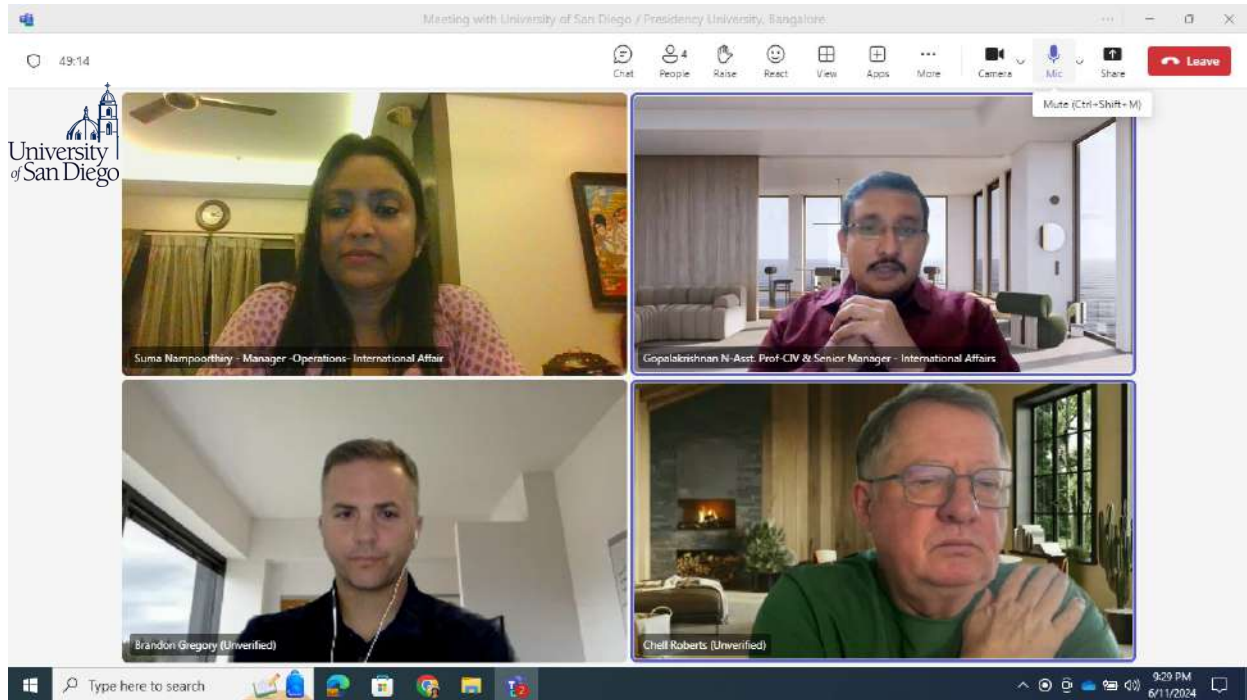 Meeting with University of San Diego / Presidency University, Bangalore
49:14
4
Chat
People
Raise
React
View
Apps
More
Camera
Mic
Share
Leave
Mute (Ctrl+Shift+M)
University
of San Diego
Suma Nampoorthiry - Manager -Operations- International Affair
Gopalakrishnan N-Asst. Prof-CIV & Senior Manager - International Affairs
Brandon Gregory (Unverified)
Chell Roberts (Unverified)
Type here to search
2
9:29 PM
6/11/2024